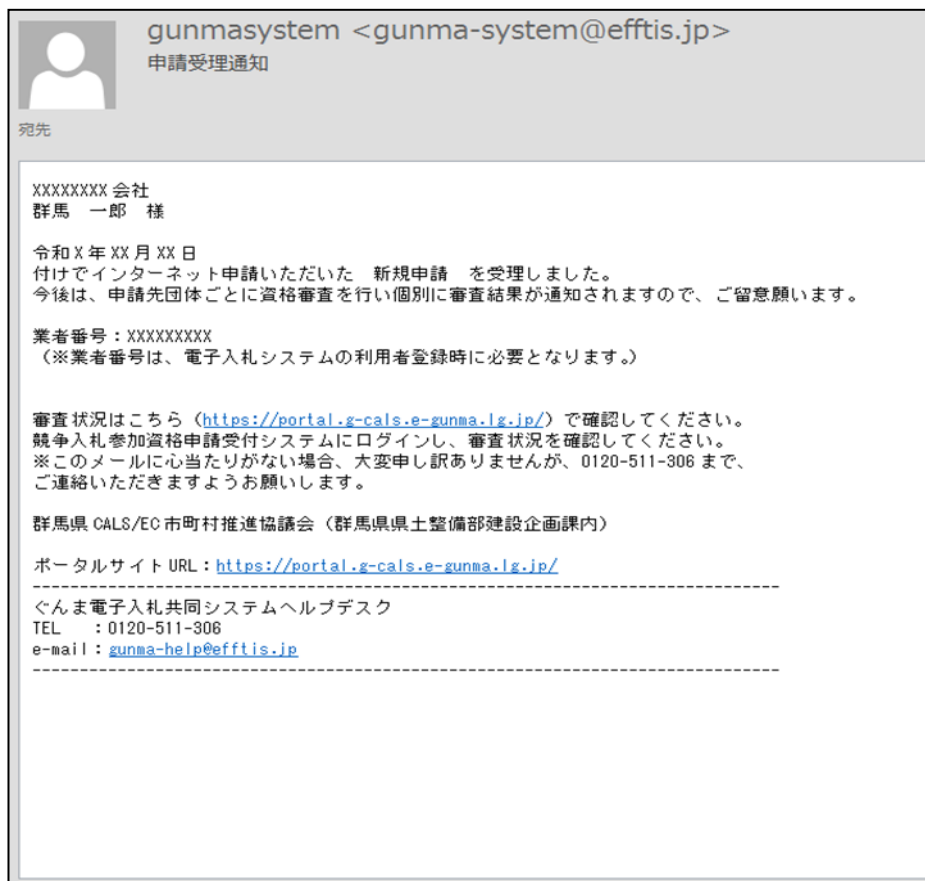 gunmasystem <gunma-system@efftis.jp>
申請受理通知
宛先
XXXXXXXX 会社
群馬　一郎　様
令和 X 年 XX 月 XX 日
付けでインターネット申請いただいた　新規申請　を受理しました。
今後は、申請先団体ごとに資格審査を行い個別に審査結果が通知されますので、ご留意願います。
業者番号：XXXXXXXXX
（※業者番号は、電子入札システムの利用者登録時に必要となります。）
審査状況はこちら（https://portal.g-cals.e-gunma.lg.jp/）で確認してください。
競争入札参加資格申請受付システムにログインし、審査状況を確認してください。
※このメールに心当たりがない場合、大変申し訳ありませんが、0120-511-306 まで、
ご連絡いただきますようお願いします。
群馬県 CALS/EC 市町村推進協議会（群馬県県土整備部建設企画課内）
ポータルサイト URL：https://portal.g-cals.e-gunma.lg.jp/
--------------------------------------------------------------------------------
ぐんま電子入札共同システムヘルプデスク
TEL　：0120-511-306
e-mail：gunma-help@efftis.jp
--------------------------------------------------------------------------------